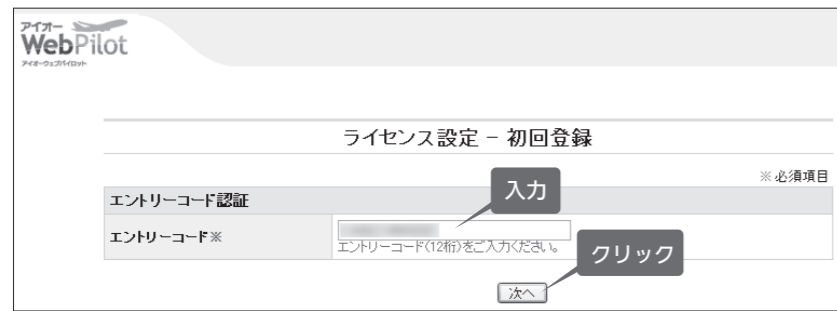 アイオー
WebPilot
アイオーウェブパイロット
ライセンス設定 － 初回登録
※必須項目
エントリーコード認証
入力
エントリーコード※
エントリーコード(12桁)をご入力ください。
クリック
次へ